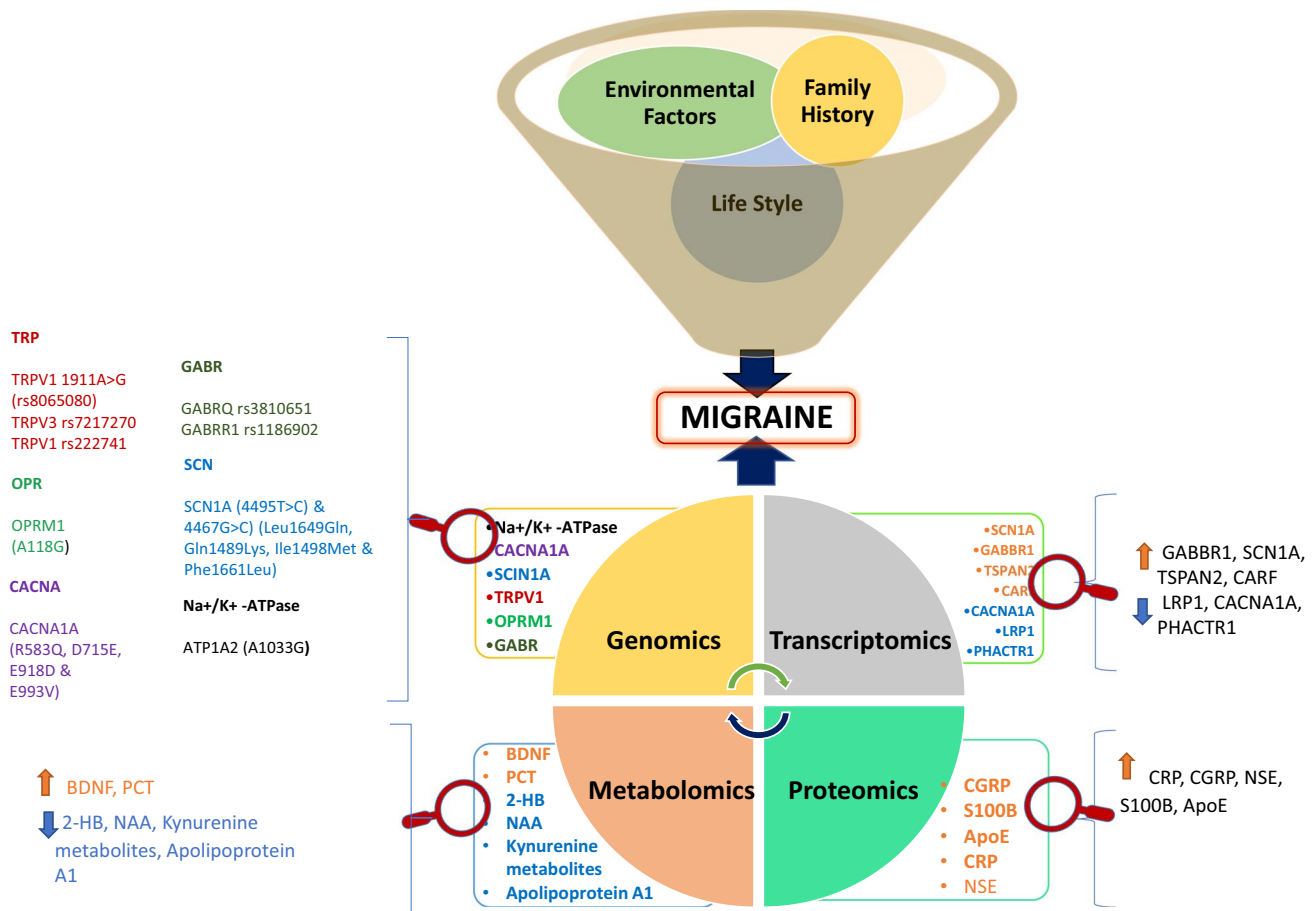 Environmental
Factors
Family
History
Life Style
MIGRAINE
TRP
TRPV1 1911A>G
(rs8065080)
TRPV3 rs7217270
TRPV1 rs222741
OPR
OPRM1
(A118G)
CACNA
CACNA1A
(R583Q, D715E,
E918D &
E993V)
GABR
GABRQ rs3810651
GABRR1 rs1186902
SCN
SCN1A (4495T>C) &
4467G>C) (Leu1649Gln,
Gln1489Lys, Ile1498Met &
Phe1661Leu)
Na+/K+ -ATPase
ATP1A2 (A1033G)
•Na+/K+ -ATPase
•CACNA1A
•SCIN1A
•TRPV1
•OPRM1
•GABR
Genomics
Transcriptomics
•SCN1A
•GABBR1
•TSPAN2
•CARF
•CACNA1A
•LRP1
•PHACTR1
GABBR1, SCN1A,
TSPAN2, CARF
LRP1, CACNA1A,
PHACTR1
BDNF, PCT
2-HB, NAA, Kynurenine
metabolites, Apolipoprotein
A1
• BDNF
• PCT
• 2-HB
• NAA
• Kynurenine
metabolites
• Apolipoprotein A1
Metabolomics
Proteomics
• CGRP
• S100B
• ApoE
• CRP
• NSE
CRP, CGRP, NSE,
S100B, ApoE